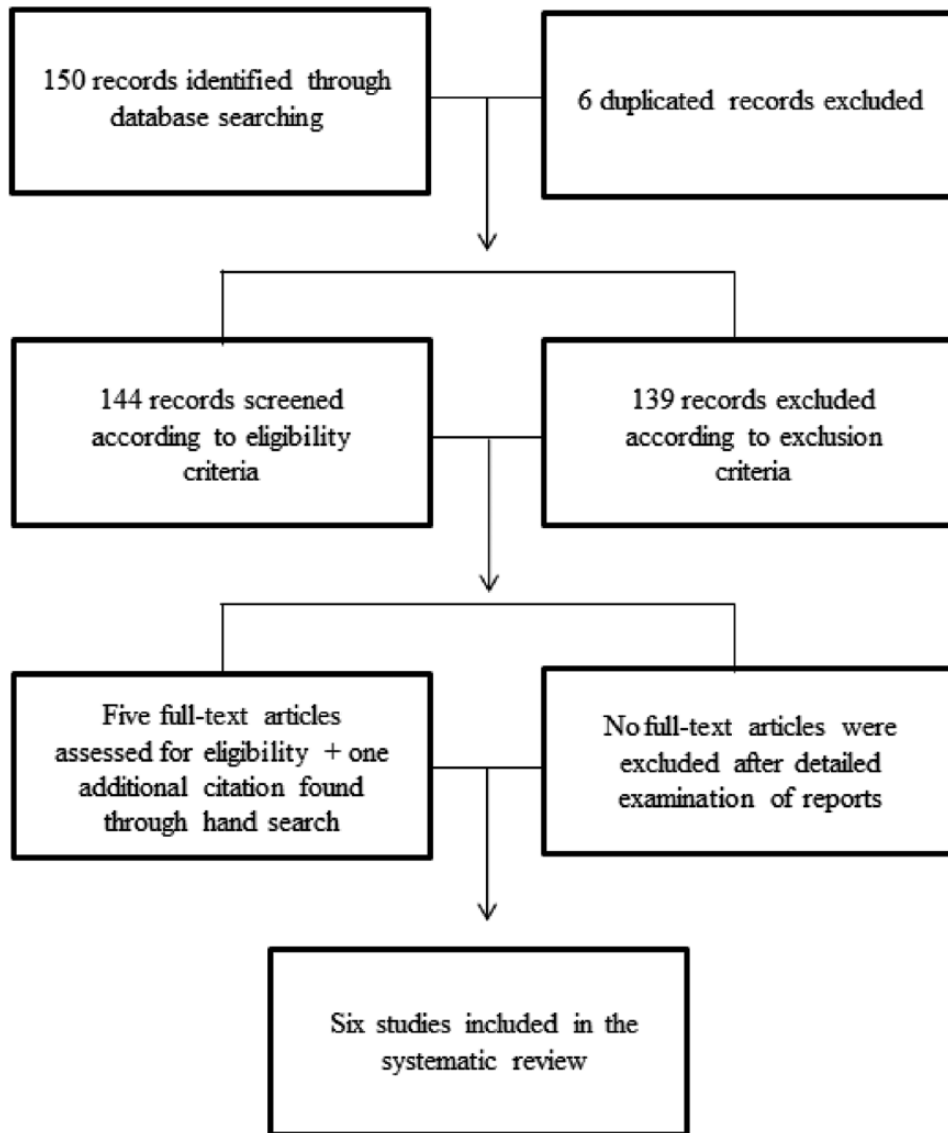 150 records identified through
database searching
6 duplicated records excluded
144 records screened
according to eligibility
criteria
139 records excluded
according to exclusion
criteria
Five full-text articles
assessed for eligibility + one
additional citation found
through hand search
No full-text articles were
excluded after detailed
examination of reports
Six studies included in the
systematic review